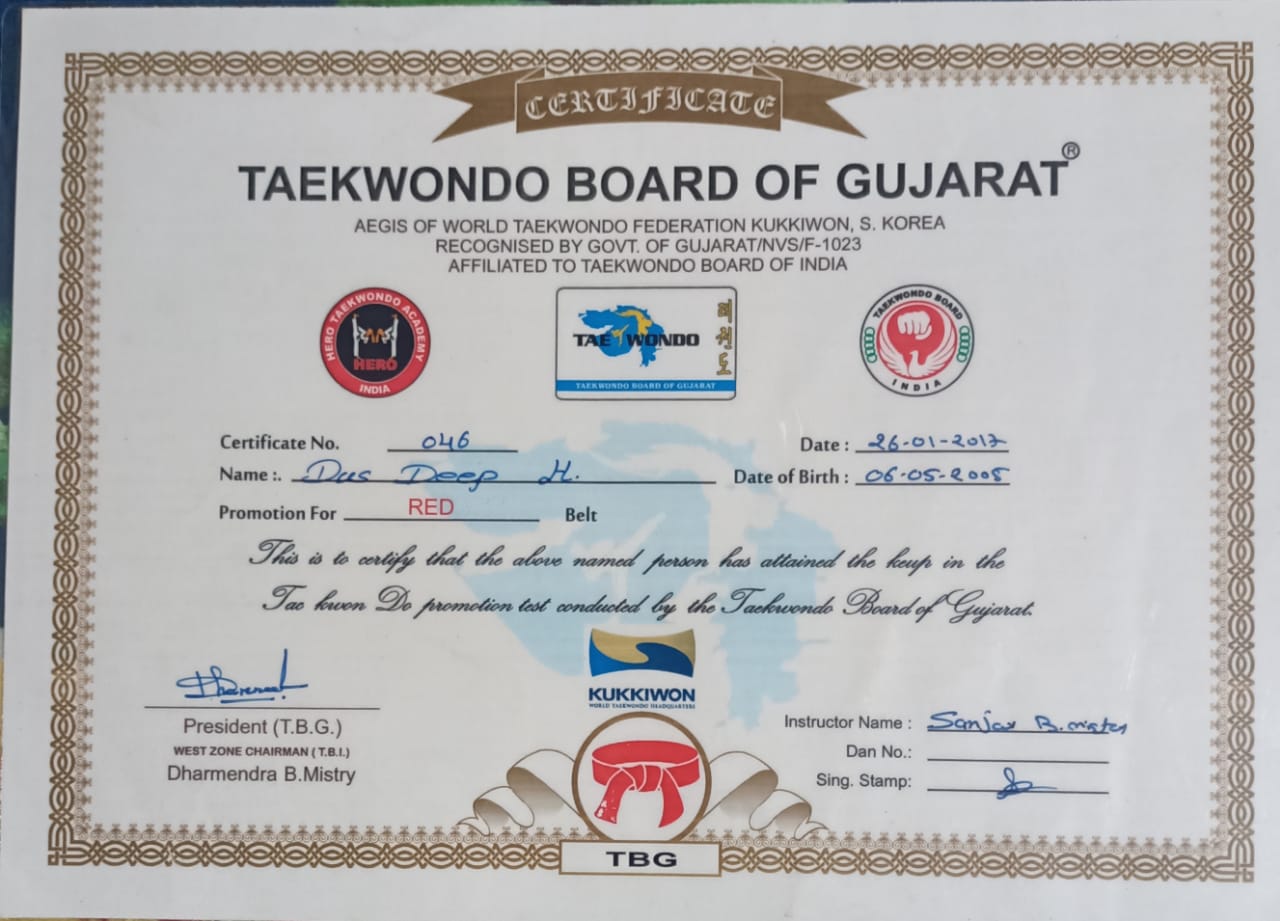 CERTIFICATE
TAEKWONDO BOARD OF GUJARAT®
AEGIS OF WORLD TAEKWONDO FEDERATION KUKKIWON, S. KOREA
RECOGNISED BY GOVT. OF GUJARAT/NVS/F-1023
AFFILIATED TO TAEKWONDO BOARD OF INDIA
HERO TAEKWONDO ACADEMY
HERO
INDIA
TAEKWONDO
태권도
TAEKWONDO BOARD OF GUJARAT
TAEKWONDO BOARD
INDIA
Certificate No. 046 Date : 26-01-2017
Name :. Das Deep H. Date of Birth : 06-05-2005
Promotion For RED Belt
This is to certify that the above named person has attained the keup in the
Tae kwon Do promotion test conducted by the Taekwondo Board of Gujarat.
KUKKIWON
WORLD TAEKWONDO HEADQUARTERS
President (T.B.G.)
WEST ZONE CHAIRMAN ( T.B.I.)
Dharmendra B.Mistry
Instructor Name : Sanjay B. mistry
Dan No.:
Sing. Stamp:
TBG